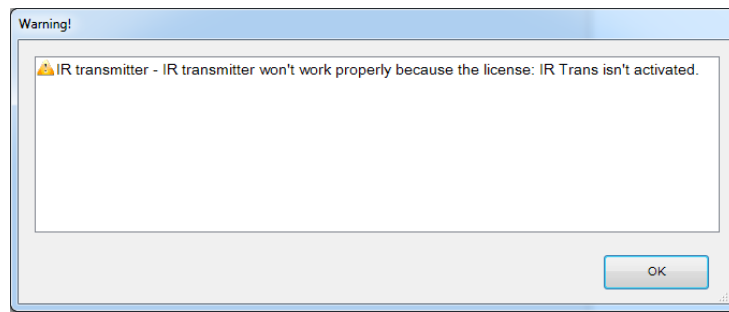 Warning!
IR transmitter - IR transmitter won't work properly because the license: IR Trans isn't activated.
OK